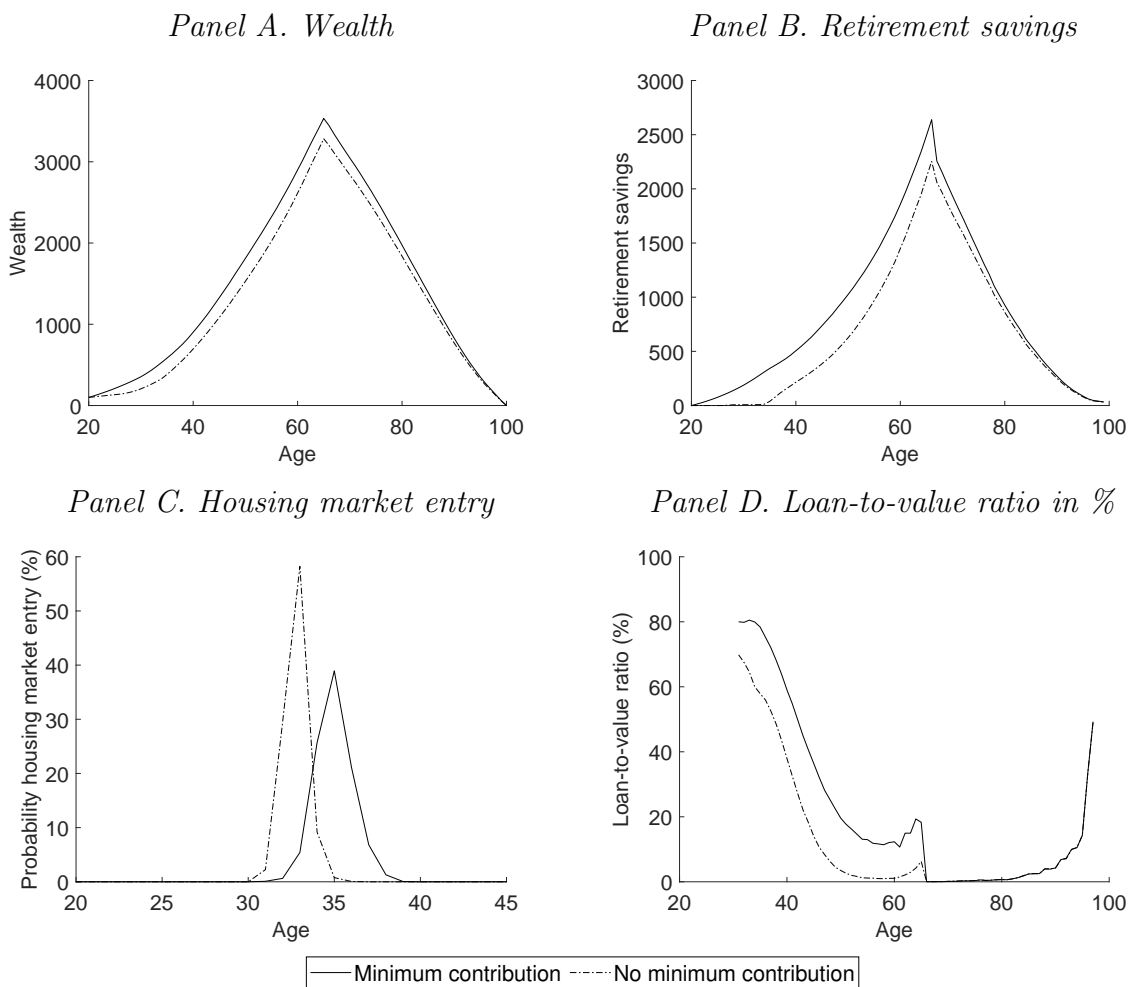 Panel A. Wealth
4000
3000
2000
1000
0
Wealth
20 40 60 80 100
Age
Panel B. Retirement savings
3000
2500
2000
1500
1000
500
0
Retirement savings
20 40 60 80 100
Age
Panel C. Housing market entry
60
50
40
30
20
10
0
Probability housing market entry (%)
20 25 30 35 40 45
Age
Panel D. Loan-to-value ratio in %
100
80
60
40
20
0
Loan-to-value ratio (%)
20 40 60 80 100
Age
Minimum contribution No minimum contribution